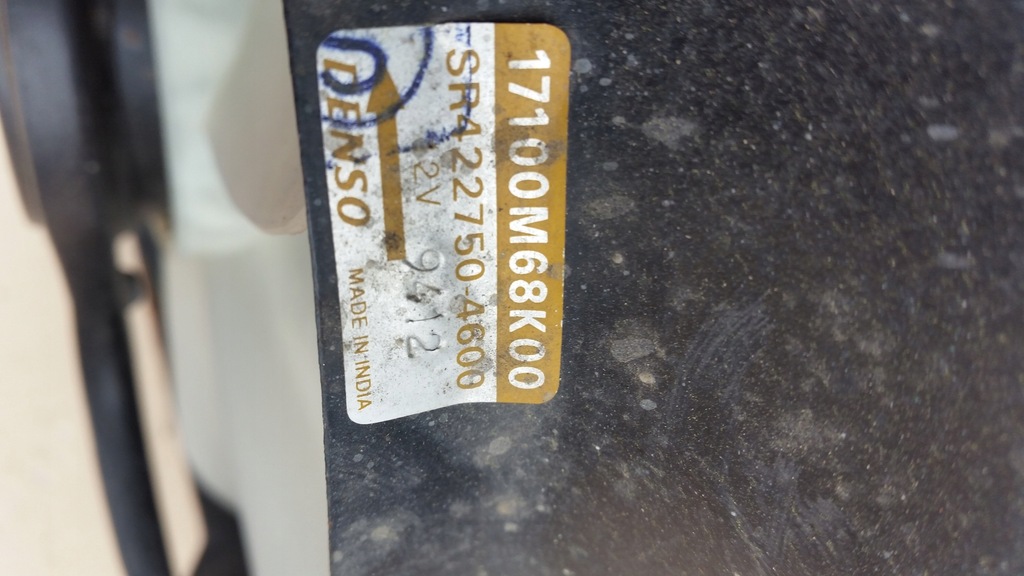 17100M68K00
SR422750-4600
12V 9412
DENSO
MADE IN INDIA